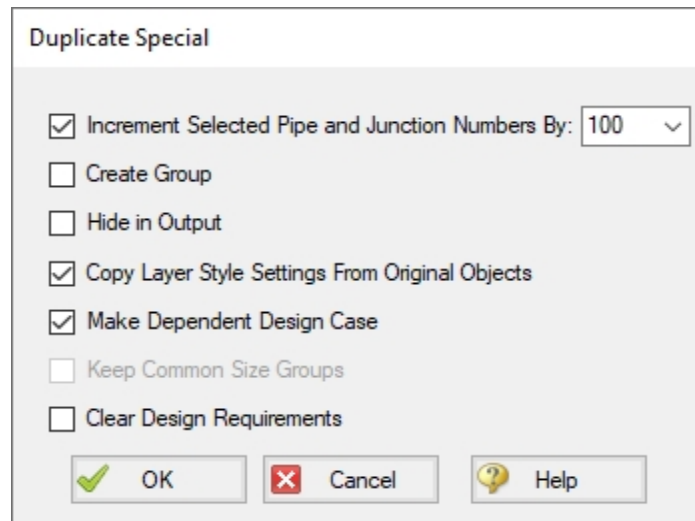 Duplicate Special
Increment Selected Pipe and Junction Numbers By: 100
Create Group
Hide in Output
Copy Layer Style Settings From Original Objects
Make Dependent Design Case
Keep Common Size Groups
Clear Design Requirements
OK Cancel Help